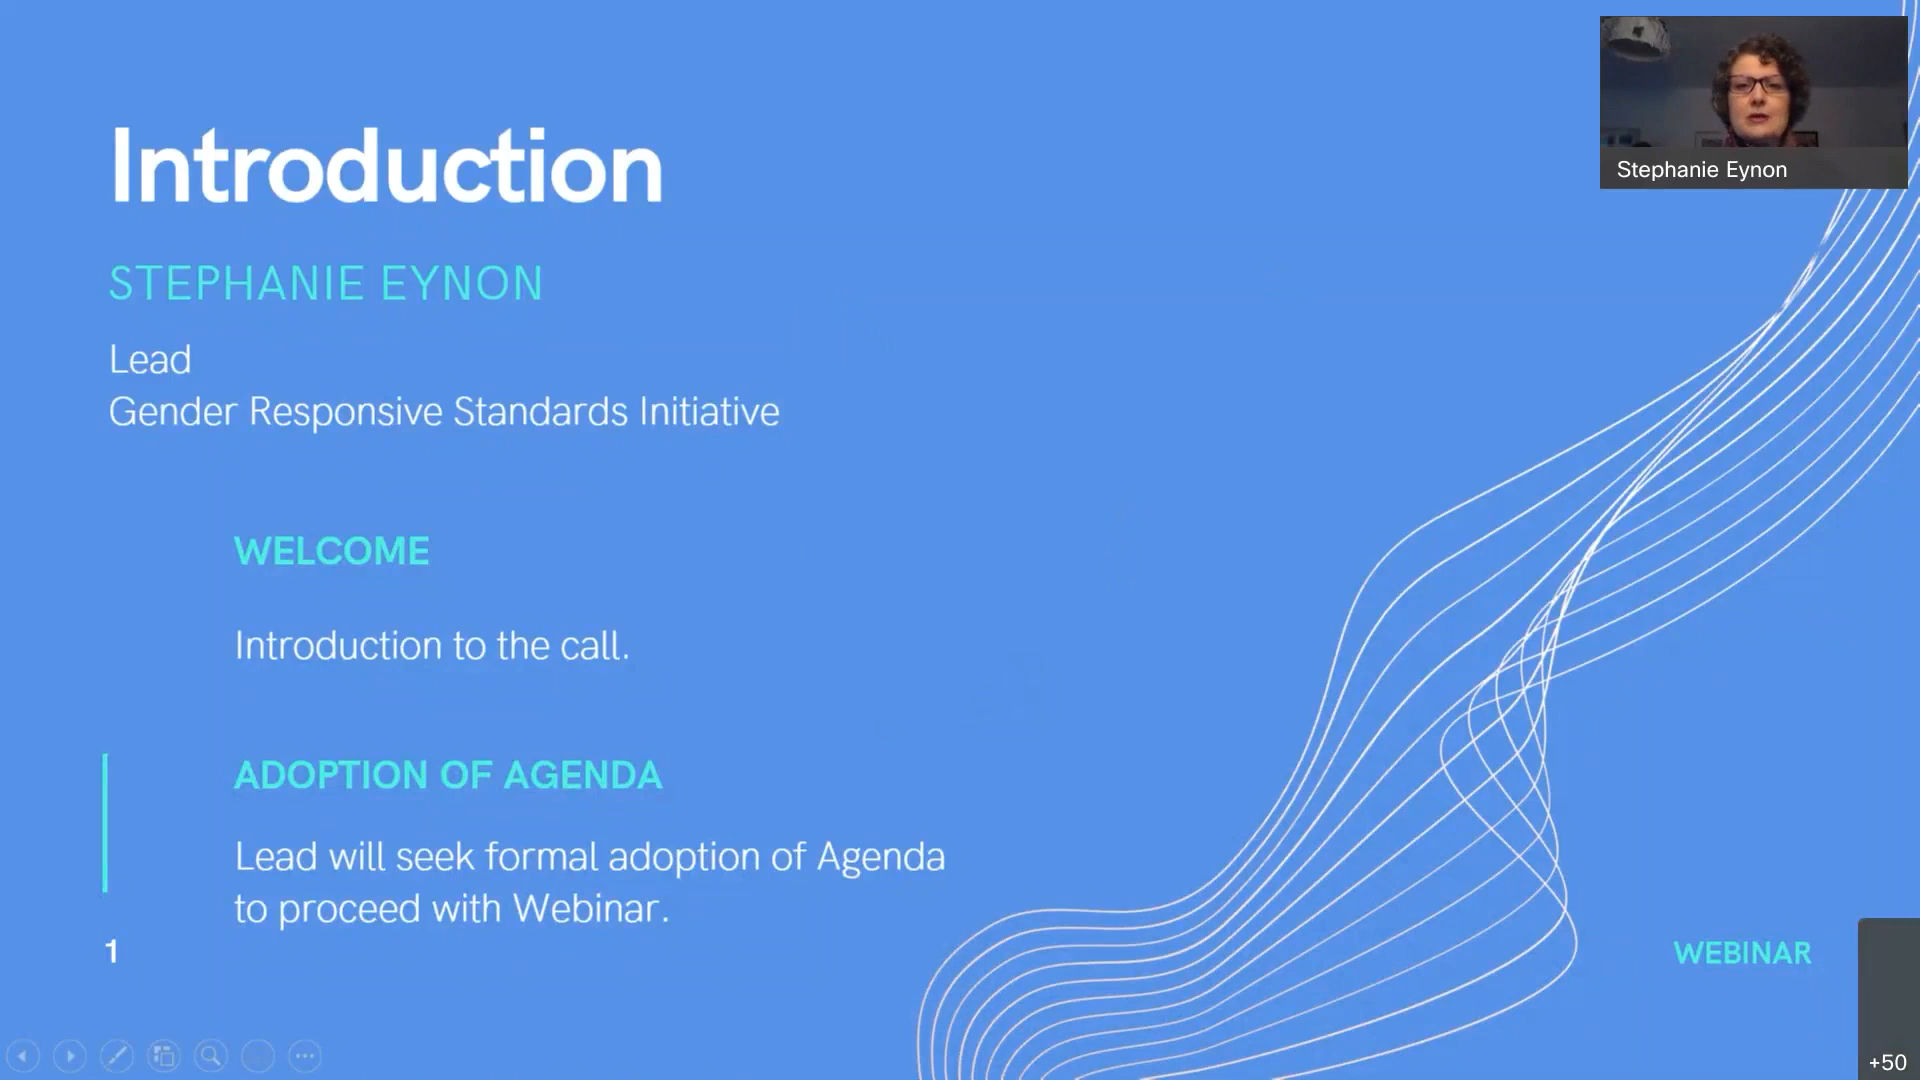 Introduction
STEPHANIE EYNON
Lead
Gender Responsive Standards Initiative
WELCOME
Introduction to the call.
ADOPTION OF AGENDA
Lead will seek formal adoption of Agenda
to proceed with Webinar.
1
WEBINAR
Stephanie Eynon
+50